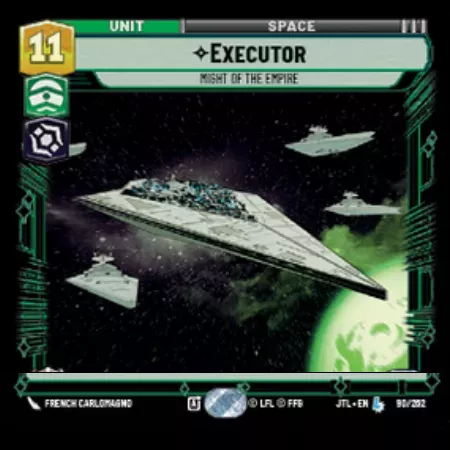 UNIT SPACE
11
EXECUTOR
MIGHT OF THE EMPIRE
FRENCH CARLOMAGNO © LFL © FFG JTL • EN 90/262